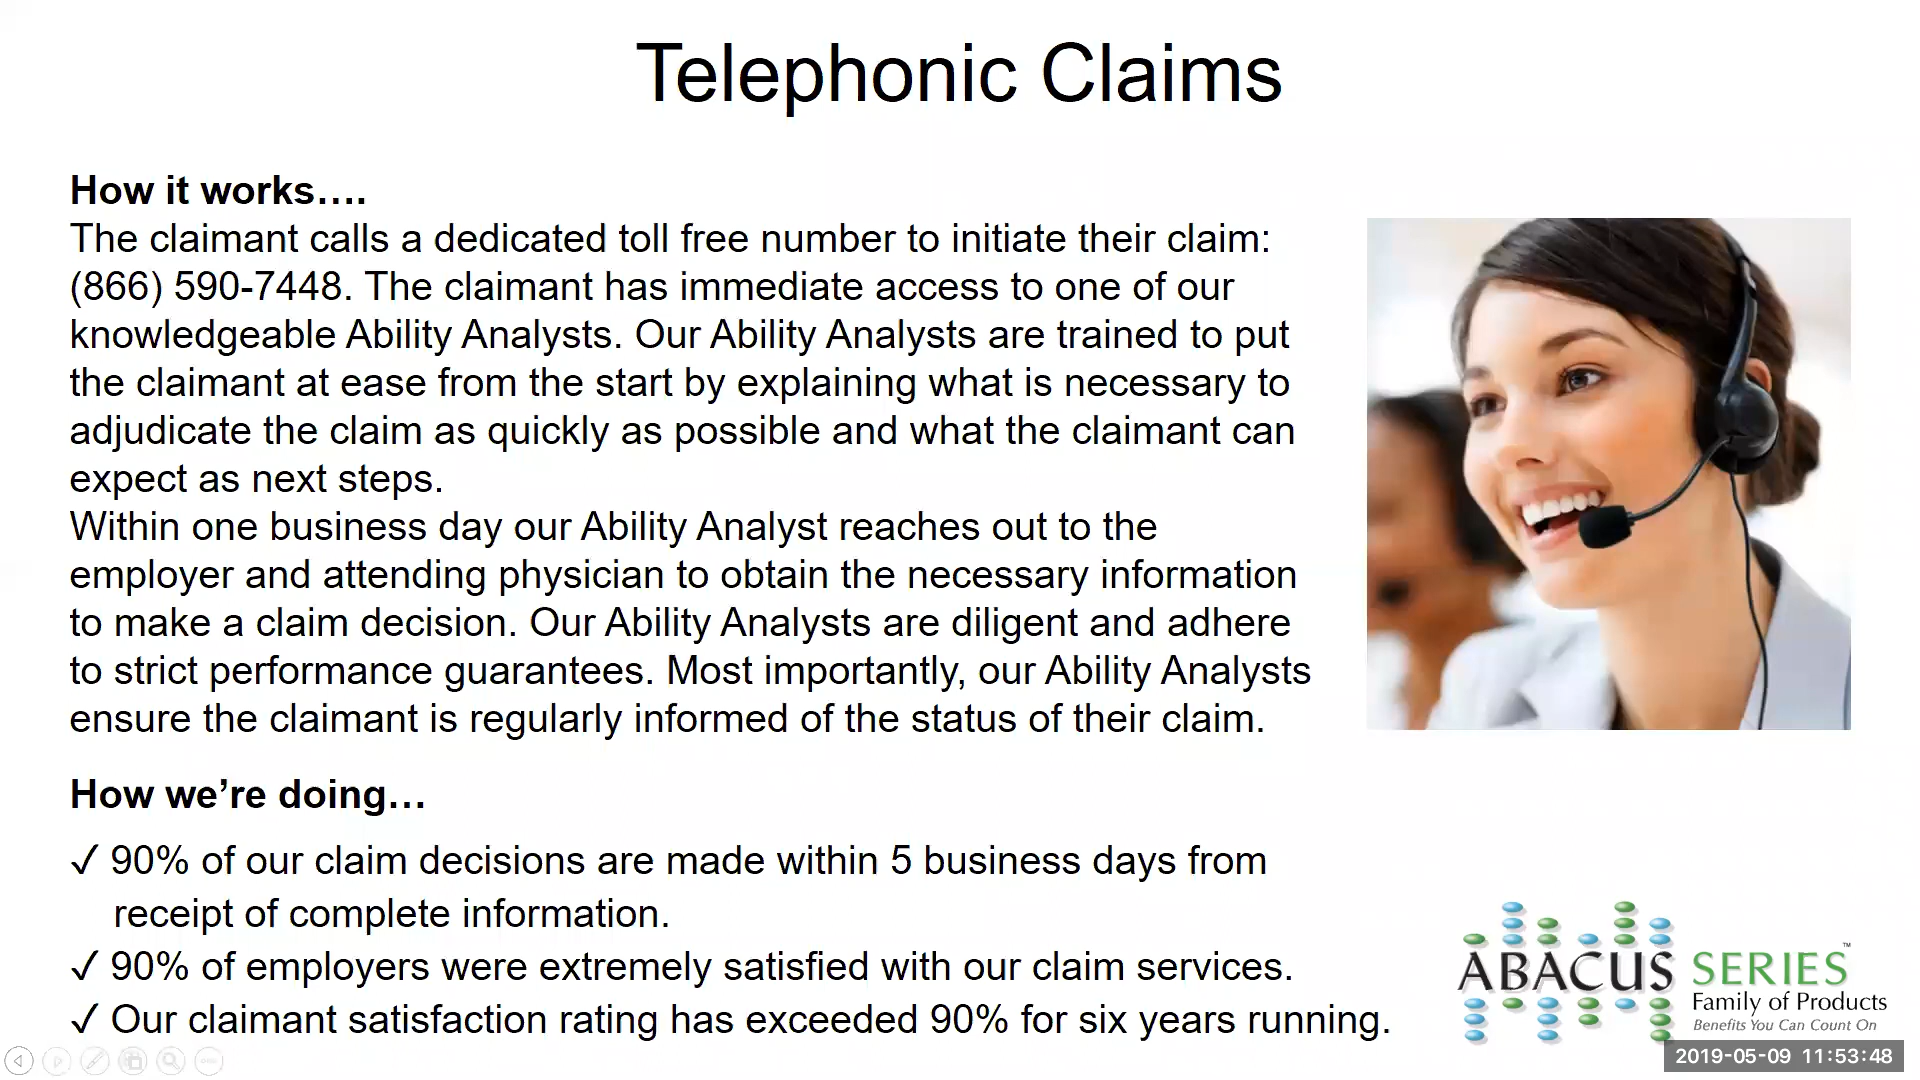 Telephonic Claims
How it works….
The claimant calls a dedicated toll free number to initiate their claim:
(866) 590-7448. The claimant has immediate access to one of our
knowledgeable Ability Analysts. Our Ability Analysts are trained to put
the claimant at ease from the start by explaining what is necessary to
adjudicate the claim as quickly as possible and what the claimant can
expect as next steps.
Within one business day our Ability Analyst reaches out to the
employer and attending physician to obtain the necessary information
to make a claim decision. Our Ability Analysts are diligent and adhere
to strict performance guarantees. Most importantly, our Ability Analysts
ensure the claimant is regularly informed of the status of their claim.
How we’re doing…
✓ 90% of our claim decisions are made within 5 business days from
receipt of complete information.
✓ 90% of employers were extremely satisfied with our claim services.
✓ Our claimant satisfaction rating has exceeded 90% for six years running.
ABACUS SERIES™
Family of Products
Benefits You Can Count On
2019-05-09 11:53:48